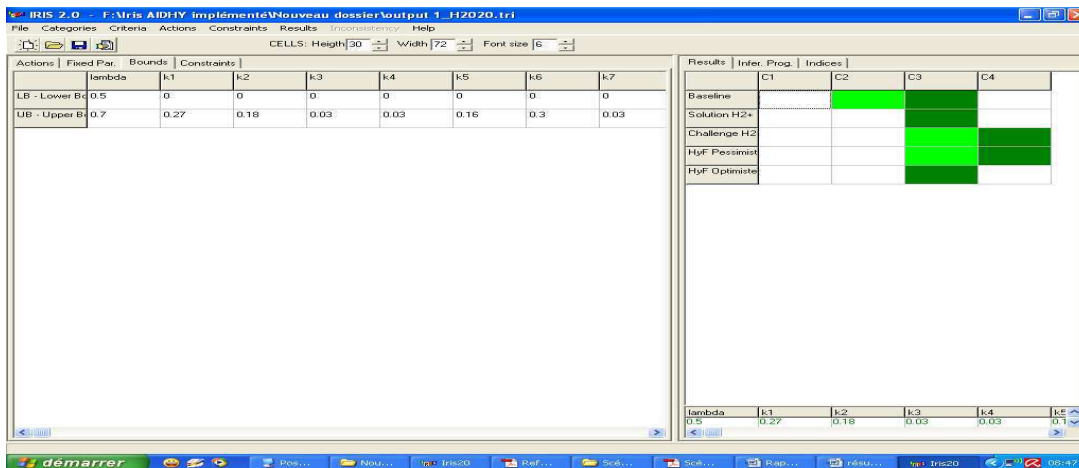 IRIS 2.0 - F:\Iris AIDHY implémenté\Nouveau dossier\output 1_H2020.tri
File Categories Criteria Actions Constraints Results Inconsistency Help
CELLS: Heigth 30 Width 72 Font size 6
Actions Fixed Par. Bounds Constraints
lambda k1 k2 k3 k4 k5 k6 k7
LB - Lower Bo 0.5 0 0 0 0 0 0 0
UB - Upper B 0.7 0.27 0.18 0.03 0.03 0.16 0.3 0.03
Results Infer. Prog. Indices
C1 C2 C3 C4
Baseline
Solution H2+
Challenge H2
HyF Pessimist
HyF Optimiste
lambda k1 k2 k3 k4 k5
0.5 0.27 0.18 0.03 0.03 0.1
démarrer Pos... Nou... Iris20 Ref... Scé... Scé... Rap... résu... Iris20 08:47